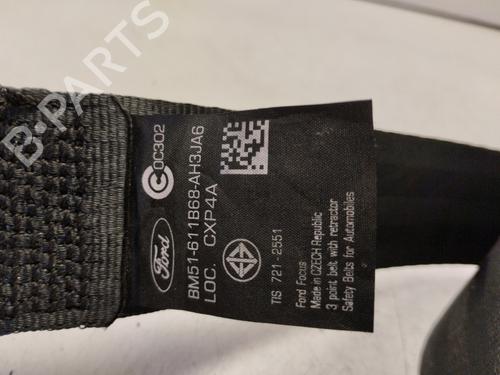 B-PARTS
C 0C302
Ford
BM51-611B68-AH3JA6
LOC. CXP4A
TIS 721-2551
Ford Focus
Made in CZECH Republic
3 point belt with retractor
Safety Belts for Automobiles